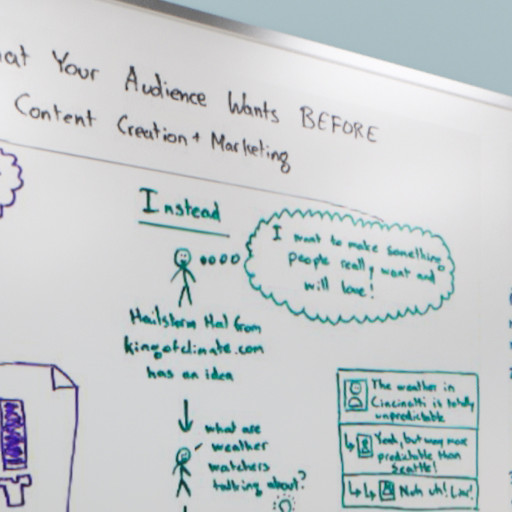 at Your Audience Wants BEFORE
Content Creation + Marketing
Instead
I want to make something
people really want and
will love!
Hailstorm Hal from
kingofclimate.com
has an idea
what are
weather
watchers
talking about?
The weather in
Cincinatti is totally
unpredictable
Yeah, but way more
predictable than
Seattle!
Nuh uh! Liar!